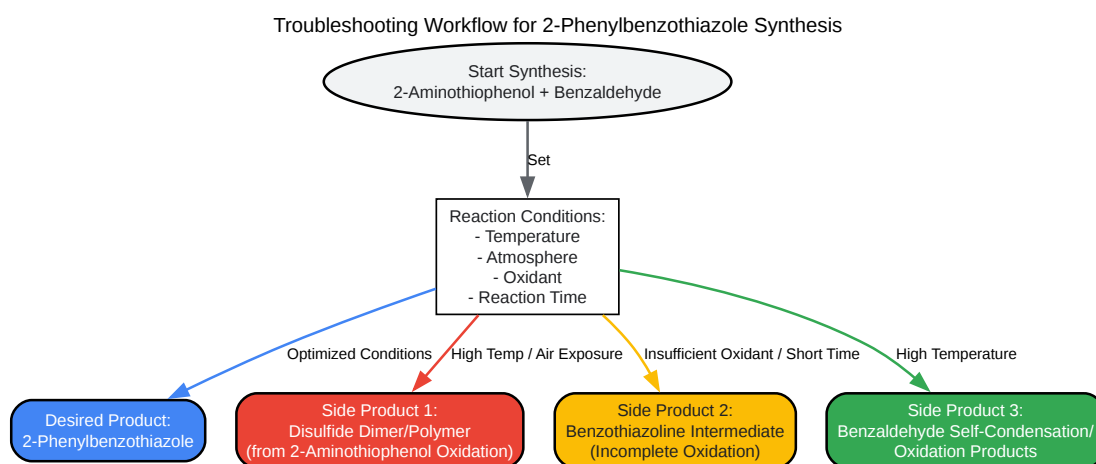 Troubleshooting Workflow for 2-Phenylbenzothiazole Synthesis
Start Synthesis:
2-Aminothiophenol + Benzaldehyde
Set
Reaction Conditions:
- Temperature
- Atmosphere
- Oxidant
- Reaction Time
Optimized Conditions
High Temp / Air Exposure
Insufficient Oxidant / Short Time
High Temperature
Desired Product:
2-Phenylbenzothiazole
Side Product 1:
Disulfide Dimer/Polymer
(from 2-Aminothiophenol Oxidation)
Side Product 2:
Benzothiazoline Intermediate
(Incomplete Oxidation)
Side Product 3:
Benzaldehyde Self-Condensation/
Oxidation Products